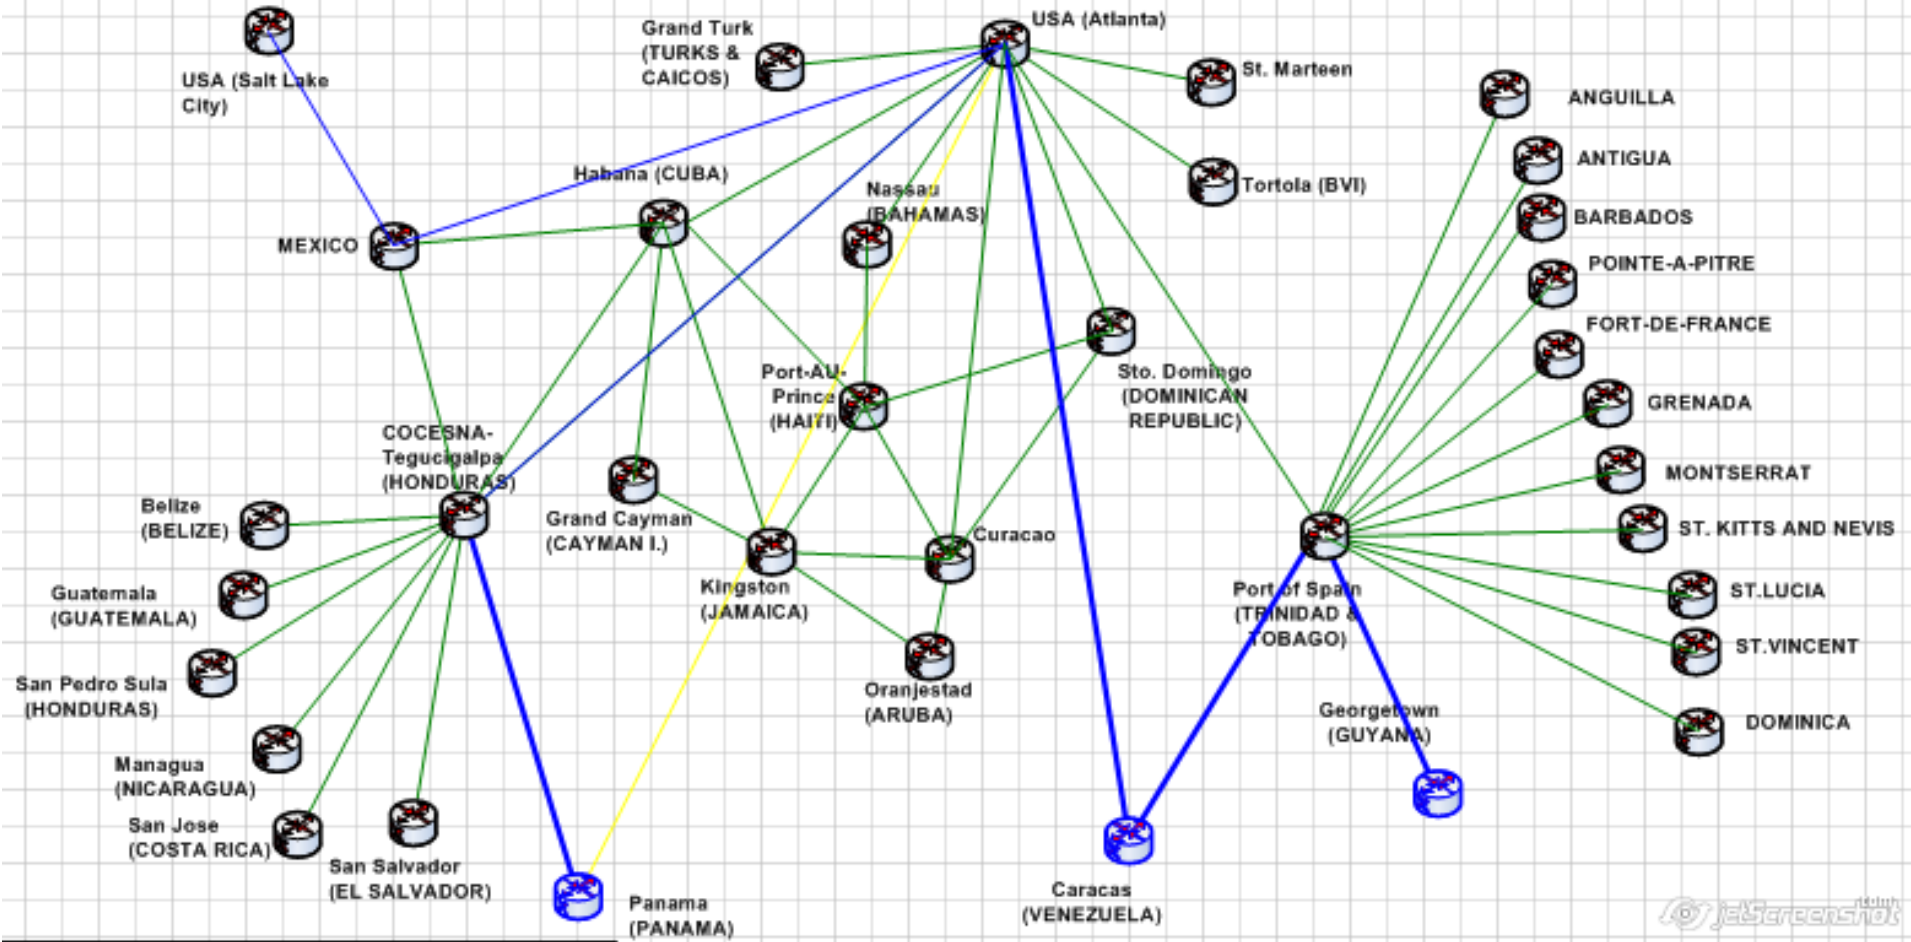 USA (Salt Lake
City)
Grand Turk
(TURKS &
CAICOS)
USA (Atlanta)
St. Marteen
Tortola (BVI)
ANGUILLA
ANTIGUA
BARBADOS
POINTE-A-PITRE
FORT-DE-FRANCE
GRENADA
MONTSERRAT
ST. KITTS AND NEVIS
ST.LUCIA
ST.VINCENT
DOMINICA
Habana (CUBA)
Nassau
(BAHAMAS)
MEXICO
Port-AU-
Prince
(HAITI)
Sto. Domingo
(DOMINICAN
REPUBLIC)
COCESNA-
Tegucigalpa
(HONDURAS)
Belize
(BELIZE)
Grand Cayman
(CAYMAN I.)
Curacao
Guatemala
(GUATEMALA)
Kingston
(JAMAICA)
Port of Spain
(TRINIDAD &
TOBAGO)
San Pedro Sula
(HONDURAS)
Oranjestad
(ARUBA)
Georgetown
(GUYANA)
Managua
(NICARAGUA)
San Jose
(COSTA RICA)
San Salvador
(EL SALVADOR)
Panama
(PANAMA)
Caracas
(VENEZUELA)
jetScreenshot
.com